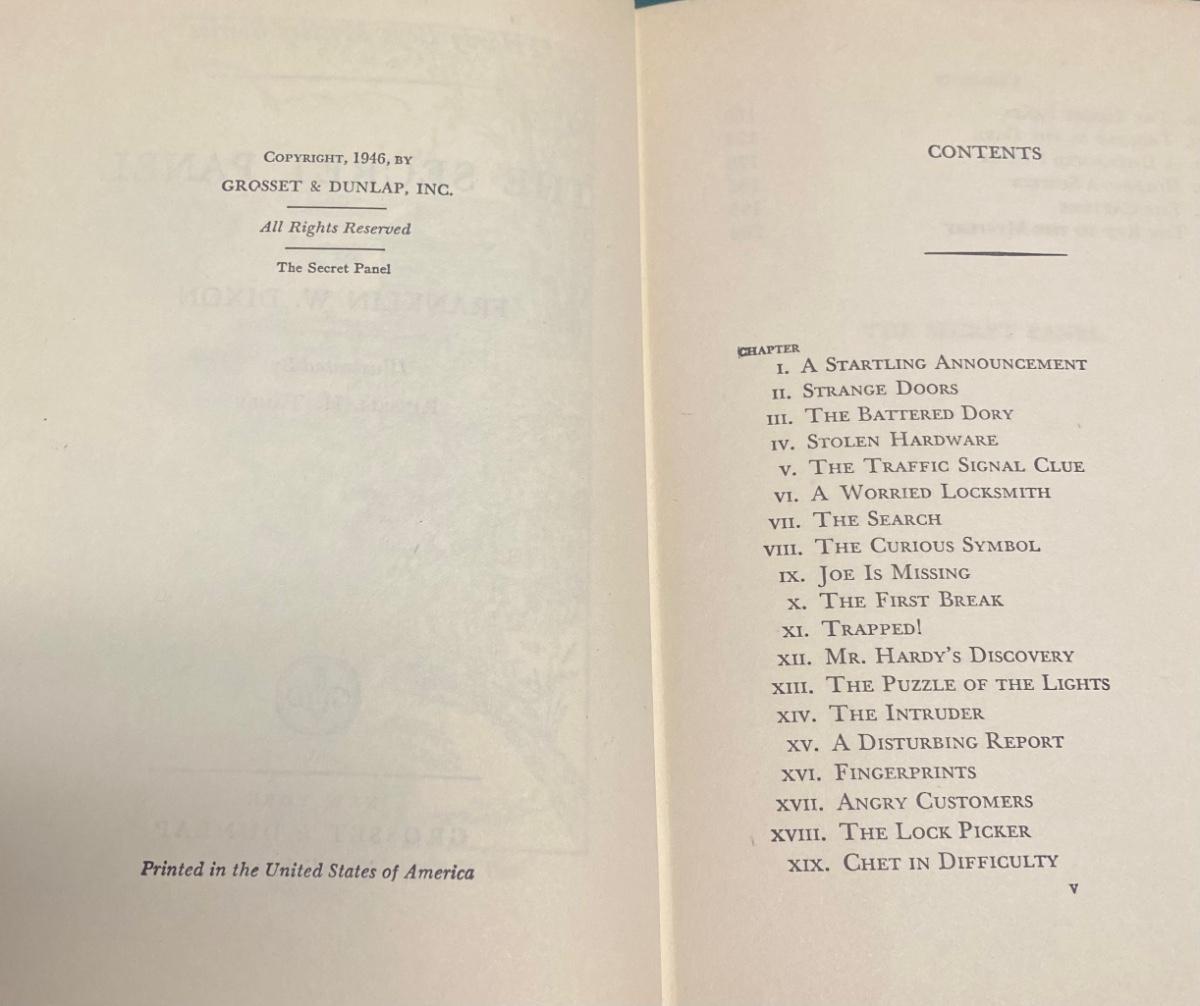 COPYRIGHT, 1946, BY
GROSSET & DUNLAP, INC.
All Rights Reserved
The Secret Panel
Printed in the United States of America
CONTENTS
CHAPTER
I. A STARTLING ANNOUNCEMENT
II. STRANGE DOORS
III. THE BATTERED DORY
IV. STOLEN HARDWARE
V. THE TRAFFIC SIGNAL CLUE
VI. A WORRIED LOCKSMITH
VII. THE SEARCH
VIII. THE CURIOUS SYMBOL
IX. JOE IS MISSING
X. THE FIRST BREAK
XI. TRAPPED!
XII. MR. HARDY'S DISCOVERY
XIII. THE PUZZLE OF THE LIGHTS
XIV. THE INTRUDER
XV. A DISTURBING REPORT
XVI. FINGERPRINTS
XVII. ANGRY CUSTOMERS
XVIII. THE LOCK PICKER
XIX. CHET IN DIFFICULTY
V